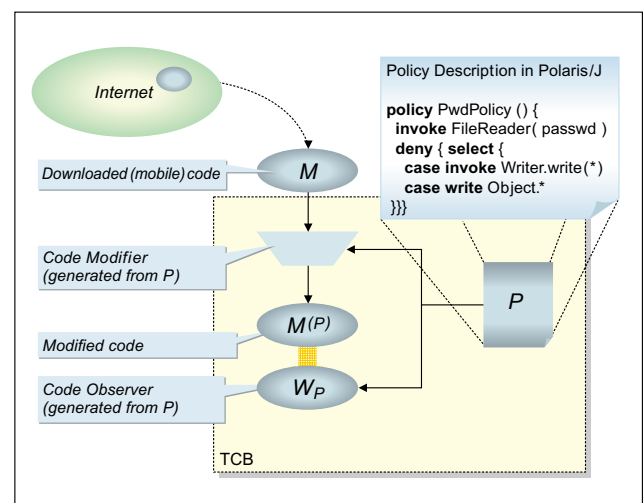 Internet
Policy Description in Polaris/J
policy PwdPolicy () {
invoke FileReader( passwd )
deny { select {
case invoke Writer.write(*)
case write Object.*
}}}
Downloaded (mobile) code
M
Code Modifier
(generated from P)
P
M(P)
Modified code
Code Observer
(generated from P)
WP
TCB